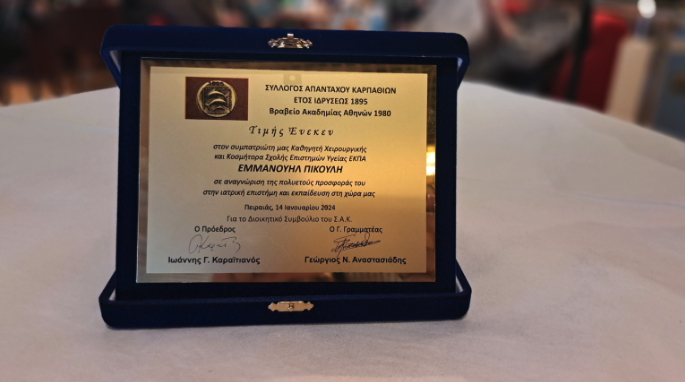 ΣΥΛΛΟΓΟΣ ΑΠΑΝΤΑΧΟΥ ΚΑΡΠΑΘΙΩΝ
ΕΤΟΣ ΙΔΡΥΣΕΩΣ 1895
Βραβείο Ακαδημίας Αθηνών 1980
Τιμής Ένεκεν
στον συμπατριώτη μας Καθηγητή Χειρουργικής
και Κοσμήτορα Σχολής Επιστημών Υγείας ΕΚΠΑ
ΕΜΜΑΝΟΥΗΛ ΠΙΚΟΥΛΗ
σε αναγνώριση της πολυετούς προσφοράς του
στην ιατρική επιστήμη και εκπαίδευση στη χώρα μας
Πειραιάς, 14 Ιανουαρίου 2024
Για το Διοικητικό Συμβούλιο του Σ.Α.Κ.
Ο Πρόεδρος Ο Γ. Γραμματέας
Ιωάννης Γ. Καραϊτιανός Γεώργιος Ν. Αναστασιάδης